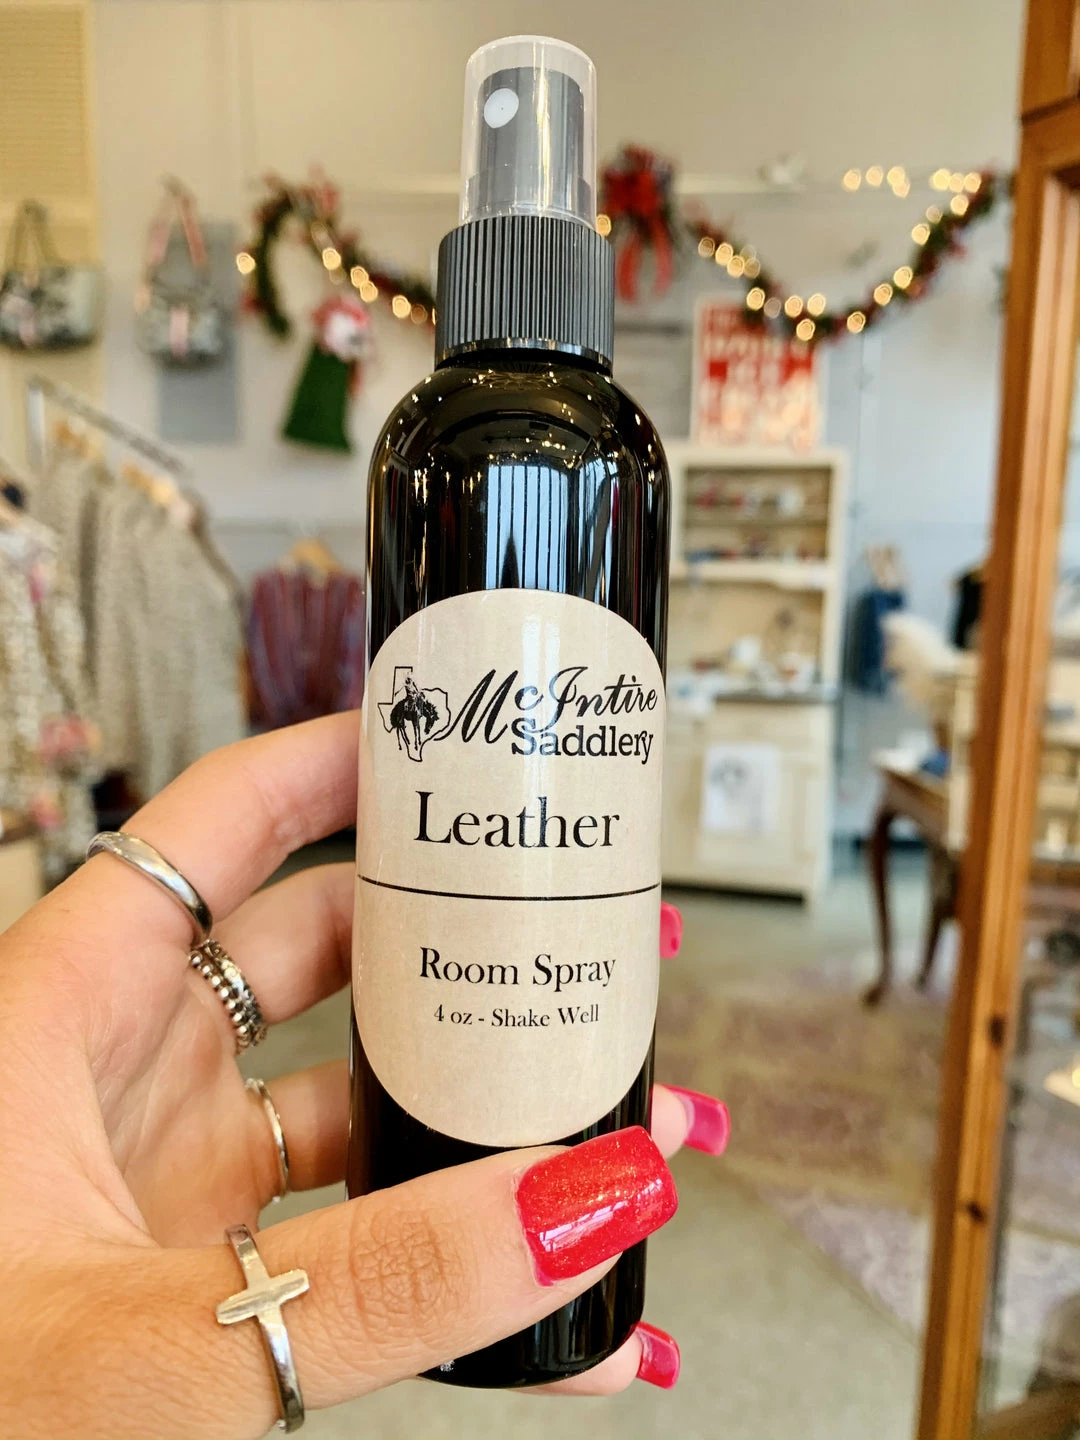 McIntire
Saddlery
Leather
Room Spray
4 oz - Shake Well